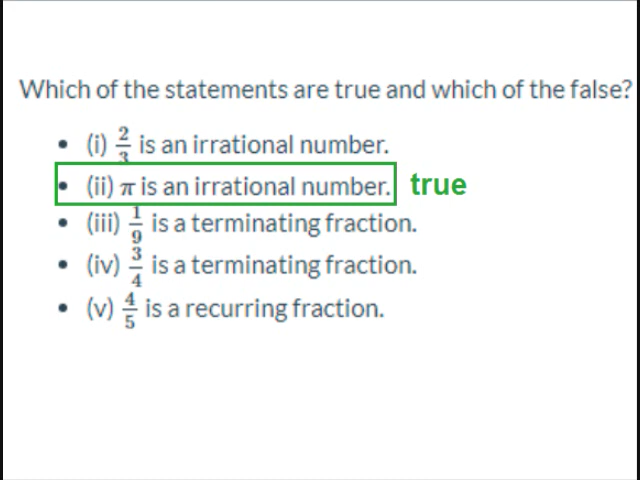 Which of the statements are true and which of the false?
• (i) 2/3 is an irrational number.
• (ii) π is an irrational number. true
• (iii) 1/9 is a terminating fraction.
• (iv) 3/4 is a terminating fraction.
• (v) 4/5 is a recurring fraction.